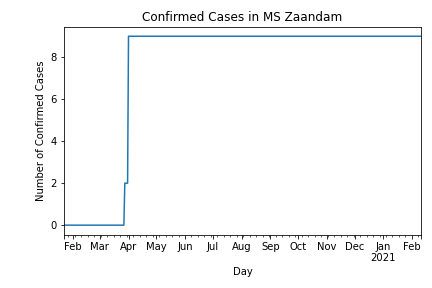 Confirmed Cases in MS Zaandam
Number of Confirmed Cases
8
6
4
2
0
Feb Mar Apr May Jun Jul Aug Sep Oct Nov Dec Jan Feb
2021
Day